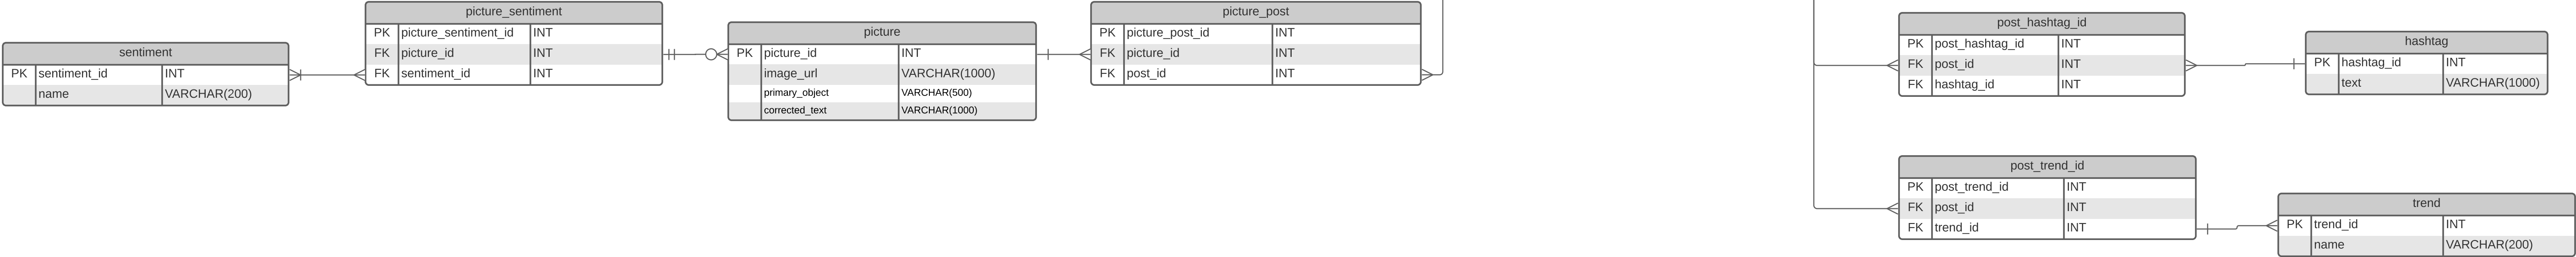 sentiment
PK sentiment_id INT
name VARCHAR(200)
picture_sentiment
PK picture_sentiment_id INT
FK picture_id INT
FK sentiment_id INT
picture
PK picture_id INT
image_url VARCHAR(1000)
primary_object VARCHAR(500)
corrected_text VARCHAR(1000)
picture_post
PK picture_post_id INT
FK picture_id INT
FK post_id INT
post_hashtag_id
PK post_hashtag_id INT
FK post_id INT
FK hashtag_id INT
hashtag
PK hashtag_id INT
text VARCHAR(1000)
post_trend_id
PK post_trend_id INT
FK post_id INT
FK trend_id INT
trend
PK trend_id INT
name VARCHAR(200)